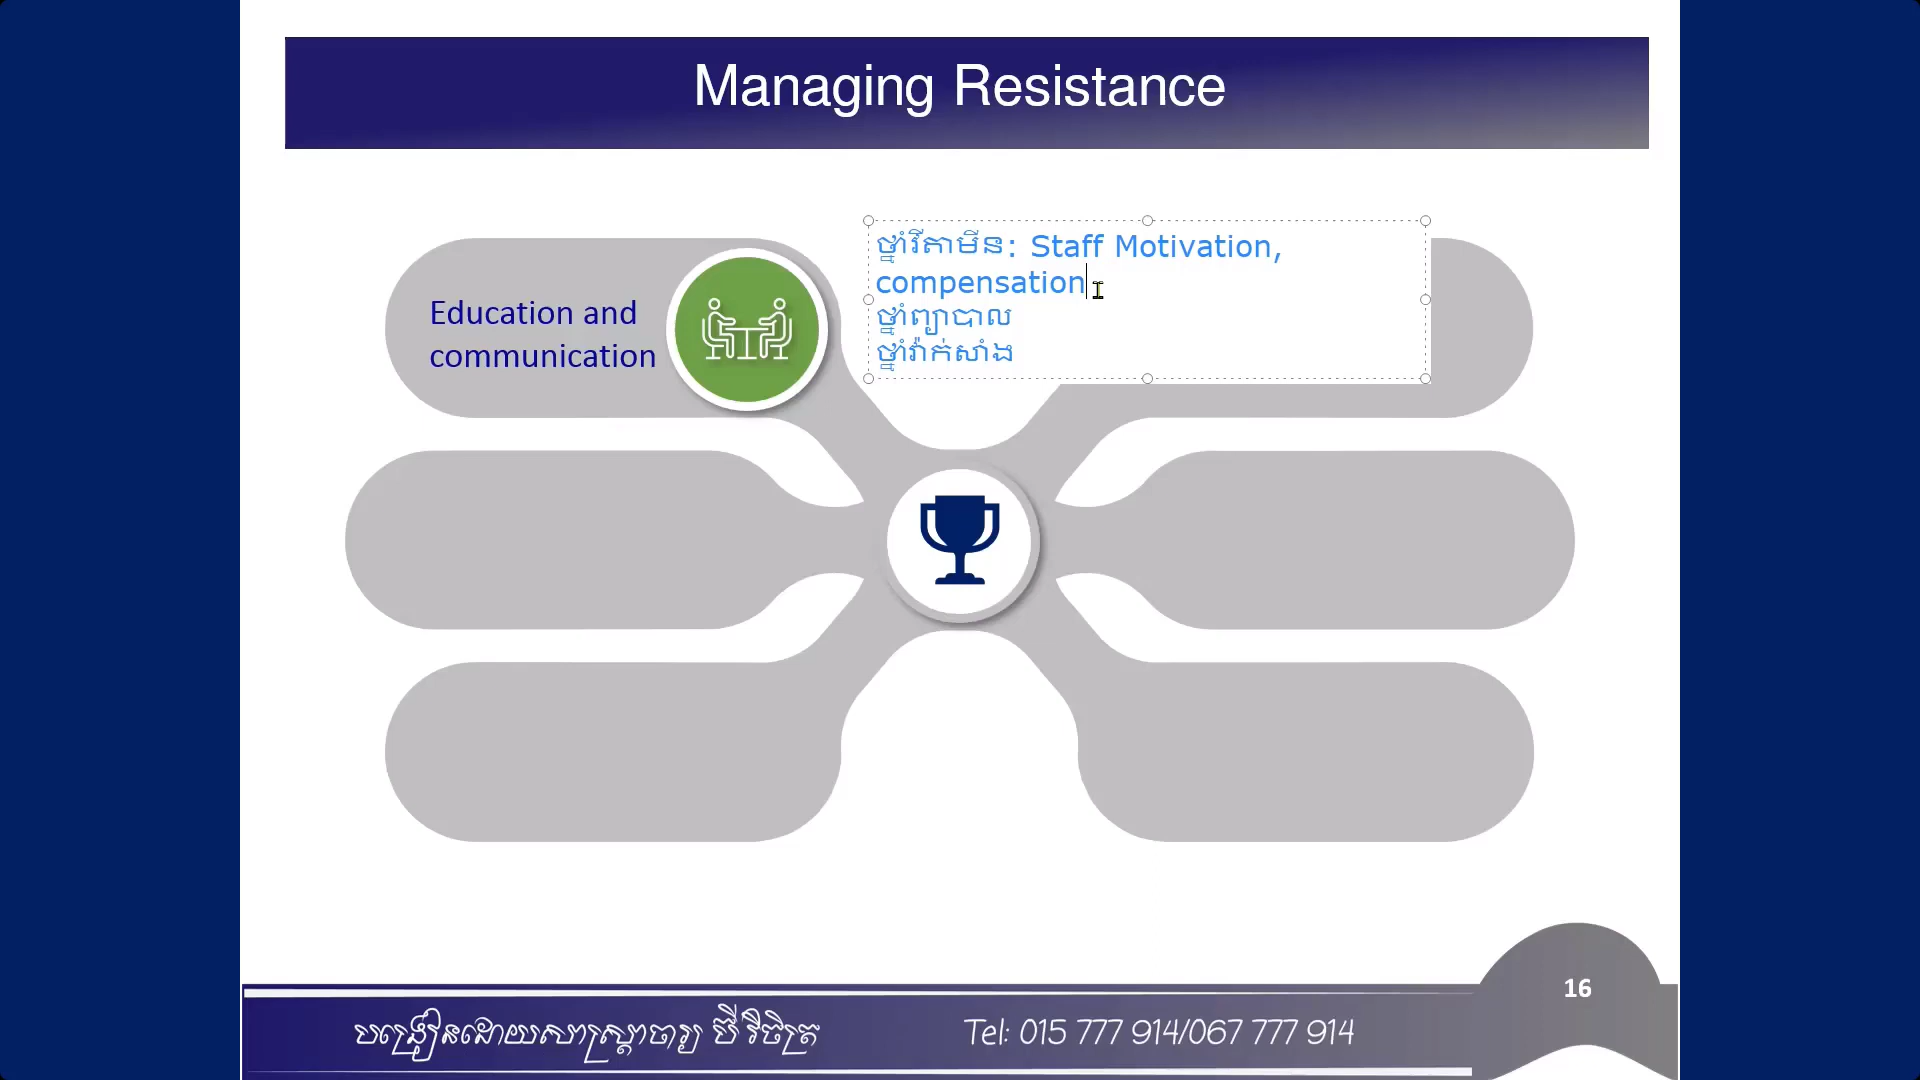 Managing Resistance
Education and
communication
ថ្នាំវីតាមីន: Staff Motivation,
compensation
ថ្នាំព្យាបាល
ថ្នាំវ៉ាក់សាំង
16
បង្រៀនដោយសាស្ត្រាចារ្យ ប៊ី វិចិត្រ
Tel: 015 777 914/067 777 914